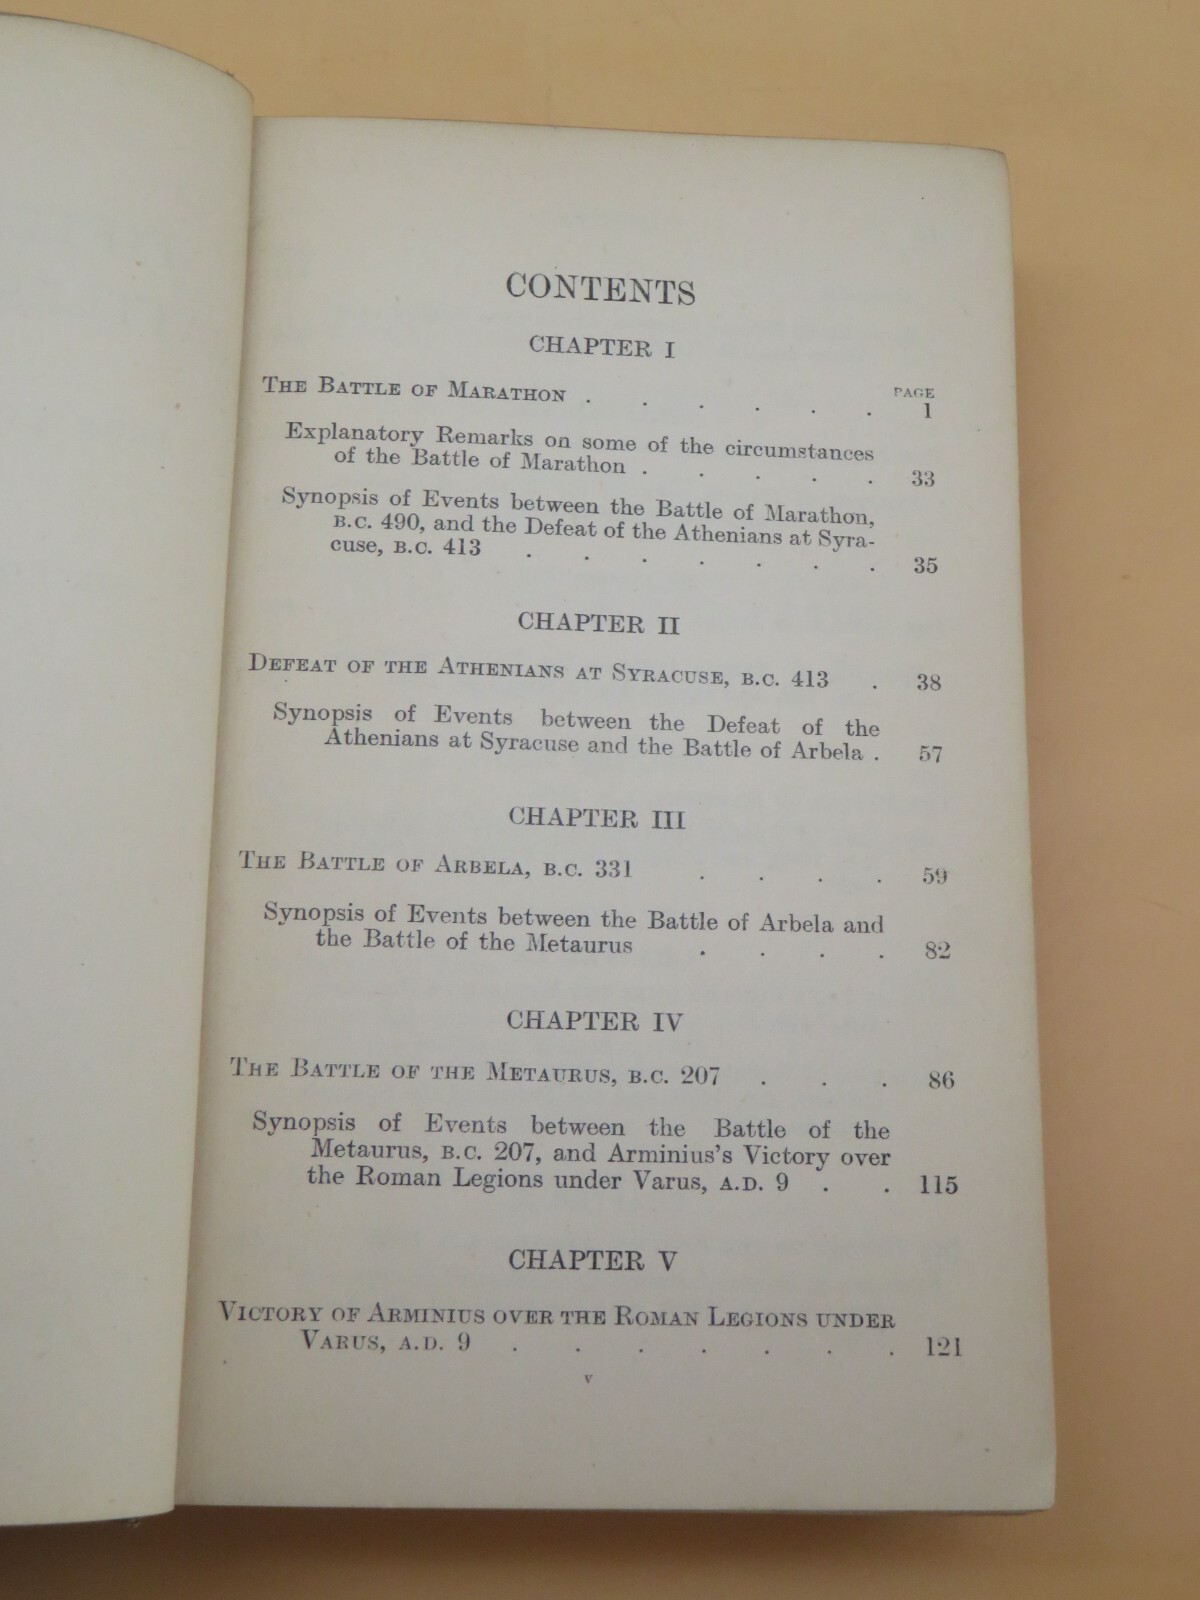 CONTENTS
CHAPTER I
PAGE
THE BATTLE OF MARATHON . . . . . . 1
Explanatory Remarks on some of the circumstances
of the Battle of Marathon . . . . . 33
Synopsis of Events between the Battle of Marathon,
B.C. 490, and the Defeat of the Athenians at Syra-
cuse, B.C. 413 . . . . . . . 35
CHAPTER II
DEFEAT OF THE ATHENIANS AT SYRACUSE, B.C. 413 . 38
Synopsis of Events between the Defeat of the
Athenians at Syracuse and the Battle of Arbela . 57
CHAPTER III
THE BATTLE OF ARBELA, B.C. 331 . . . . 59
Synopsis of Events between the Battle of Arbela and
the Battle of the Metaurus . . . . 82
CHAPTER IV
THE BATTLE OF THE METAURUS, B.C. 207 . . . 86
Synopsis of Events between the Battle of the
Metaurus, B.C. 207, and Arminius's Victory over
the Roman Legions under Varus, A.D. 9 . . 115
CHAPTER V
VICTORY OF ARMINIUS OVER THE ROMAN LEGIONS UNDER
VARUS, A.D. 9 . . . . . . . 121
v